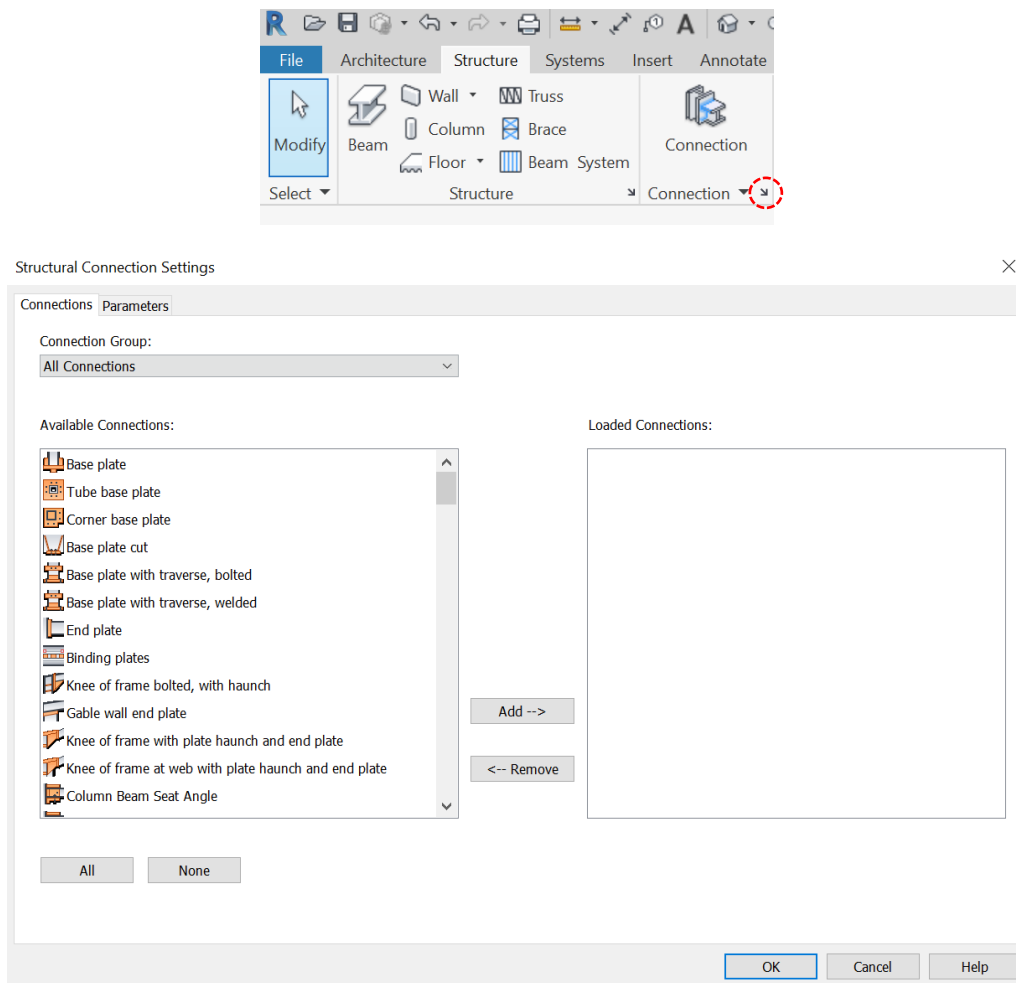 File Architecture Structure Systems Insert Annotate
Modify Beam Wall Truss Connection
Column Brace
Floor Beam System
Select Structure Connection
Structural Connection Settings
Connections Parameters
Connection Group:
All Connections
Available Connections: Loaded Connections:
Base plate
Tube base plate
Corner base plate
Base plate cut
Base plate with traverse, bolted
Base plate with traverse, welded
End plate
Binding plates
Knee of frame bolted, with haunch
Gable wall end plate
Knee of frame with plate haunch and end plate
Knee of frame at web with plate haunch and end plate
Column Beam Seat Angle
Add -->
<-- Remove
All None
OK Cancel Help